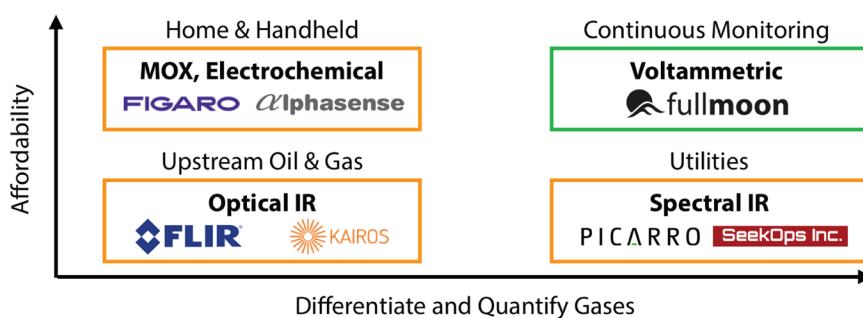 Home & Handheld
MOX, Electrochemical
FIGARO αlphasense
Continuous Monitoring
Voltammetric
fullmoon
Affordability
Upstream Oil & Gas
Optical IR
FLIR® KAIROS
Utilities
Spectral IR
PICARRO SeekOps Inc.
Differentiate and Quantify Gases